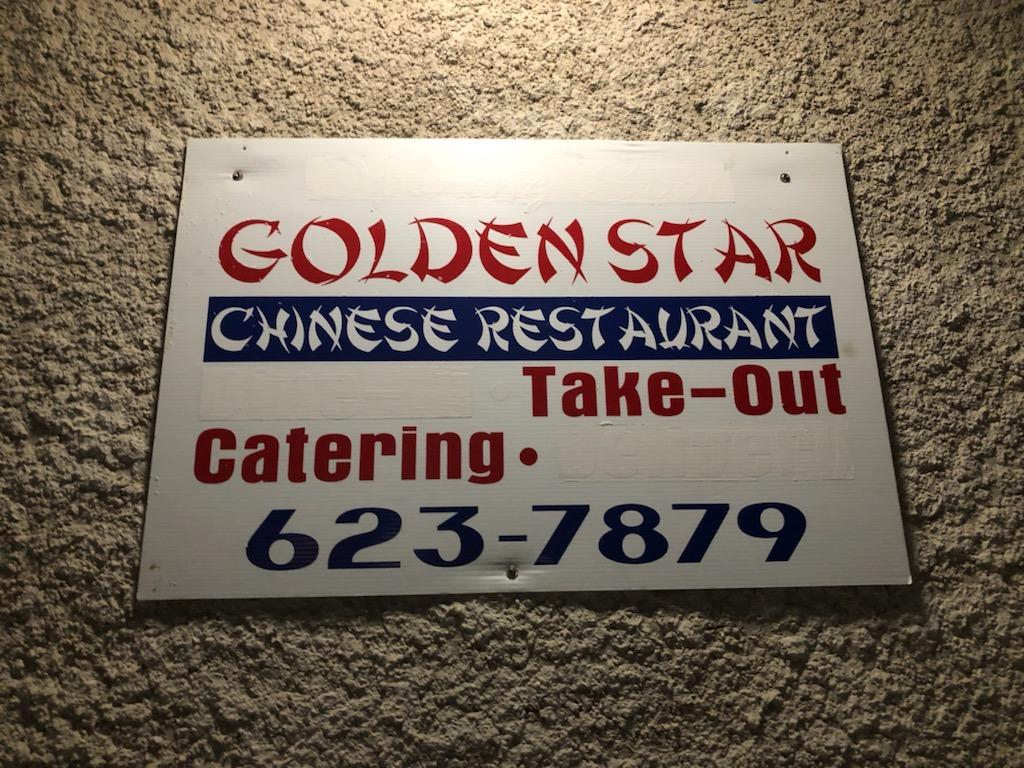 GOLDEN STAR
CHINESE RESTAURANT
Take-Out
Catering •
623-7879